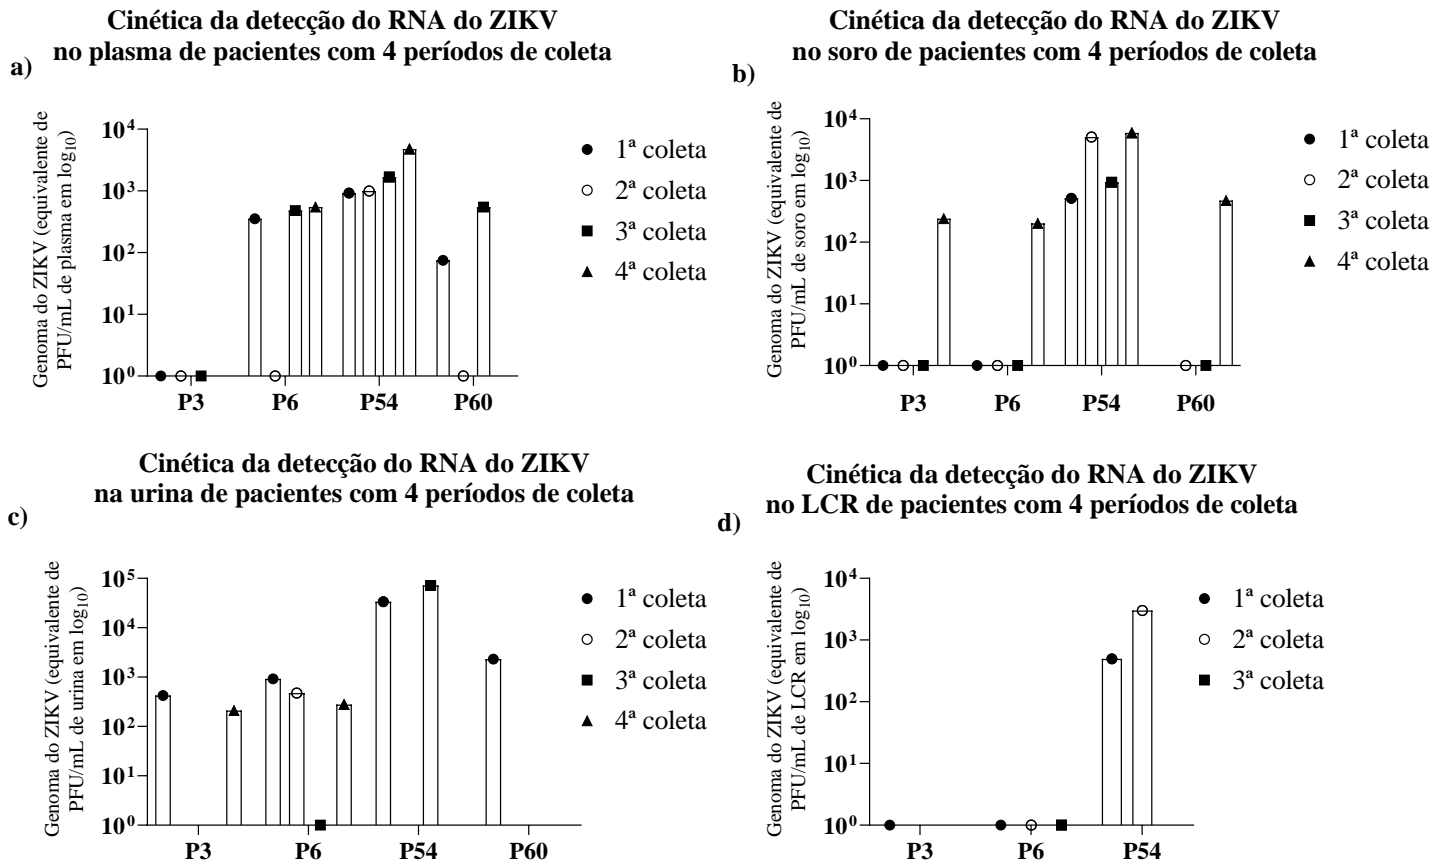 Cinética da detecção do RNA do ZIKV
no plasma de pacientes com 4 períodos de coleta
a)
Genoma do ZIKV (equivalente de
PFU/mL de plasma em log10)
10⁴
10³
10²
10¹
10⁰
P3 P6 P54 P60
1ª coleta
2ª coleta
3ª coleta
4ª coleta
Cinética da detecção do RNA do ZIKV
no soro de pacientes com 4 períodos de coleta
b)
Genoma do ZIKV (equivalente de
PFU/mL de soro em log10)
10⁴
10³
10²
10¹
10⁰
P3 P6 P54 P60
1ª coleta
2ª coleta
3ª coleta
4ª coleta
Cinética da detecção do RNA do ZIKV
na urina de pacientes com 4 períodos de coleta
c)
Genoma do ZIKV (equivalente de
PFU/mL de urina em log10)
10⁵
10⁴
10³
10²
10¹
10⁰
P3 P6 P54 P60
1ª coleta
2ª coleta
3ª coleta
4ª coleta
Cinética da detecção do RNA do ZIKV
no LCR de pacientes com 4 períodos de coleta
d)
Genoma do ZIKV (equivalente de
PFU/mL de LCR em log10)
10⁴
10³
10²
10¹
10⁰
P3 P6 P54
1ª coleta
2ª coleta
3ª coleta